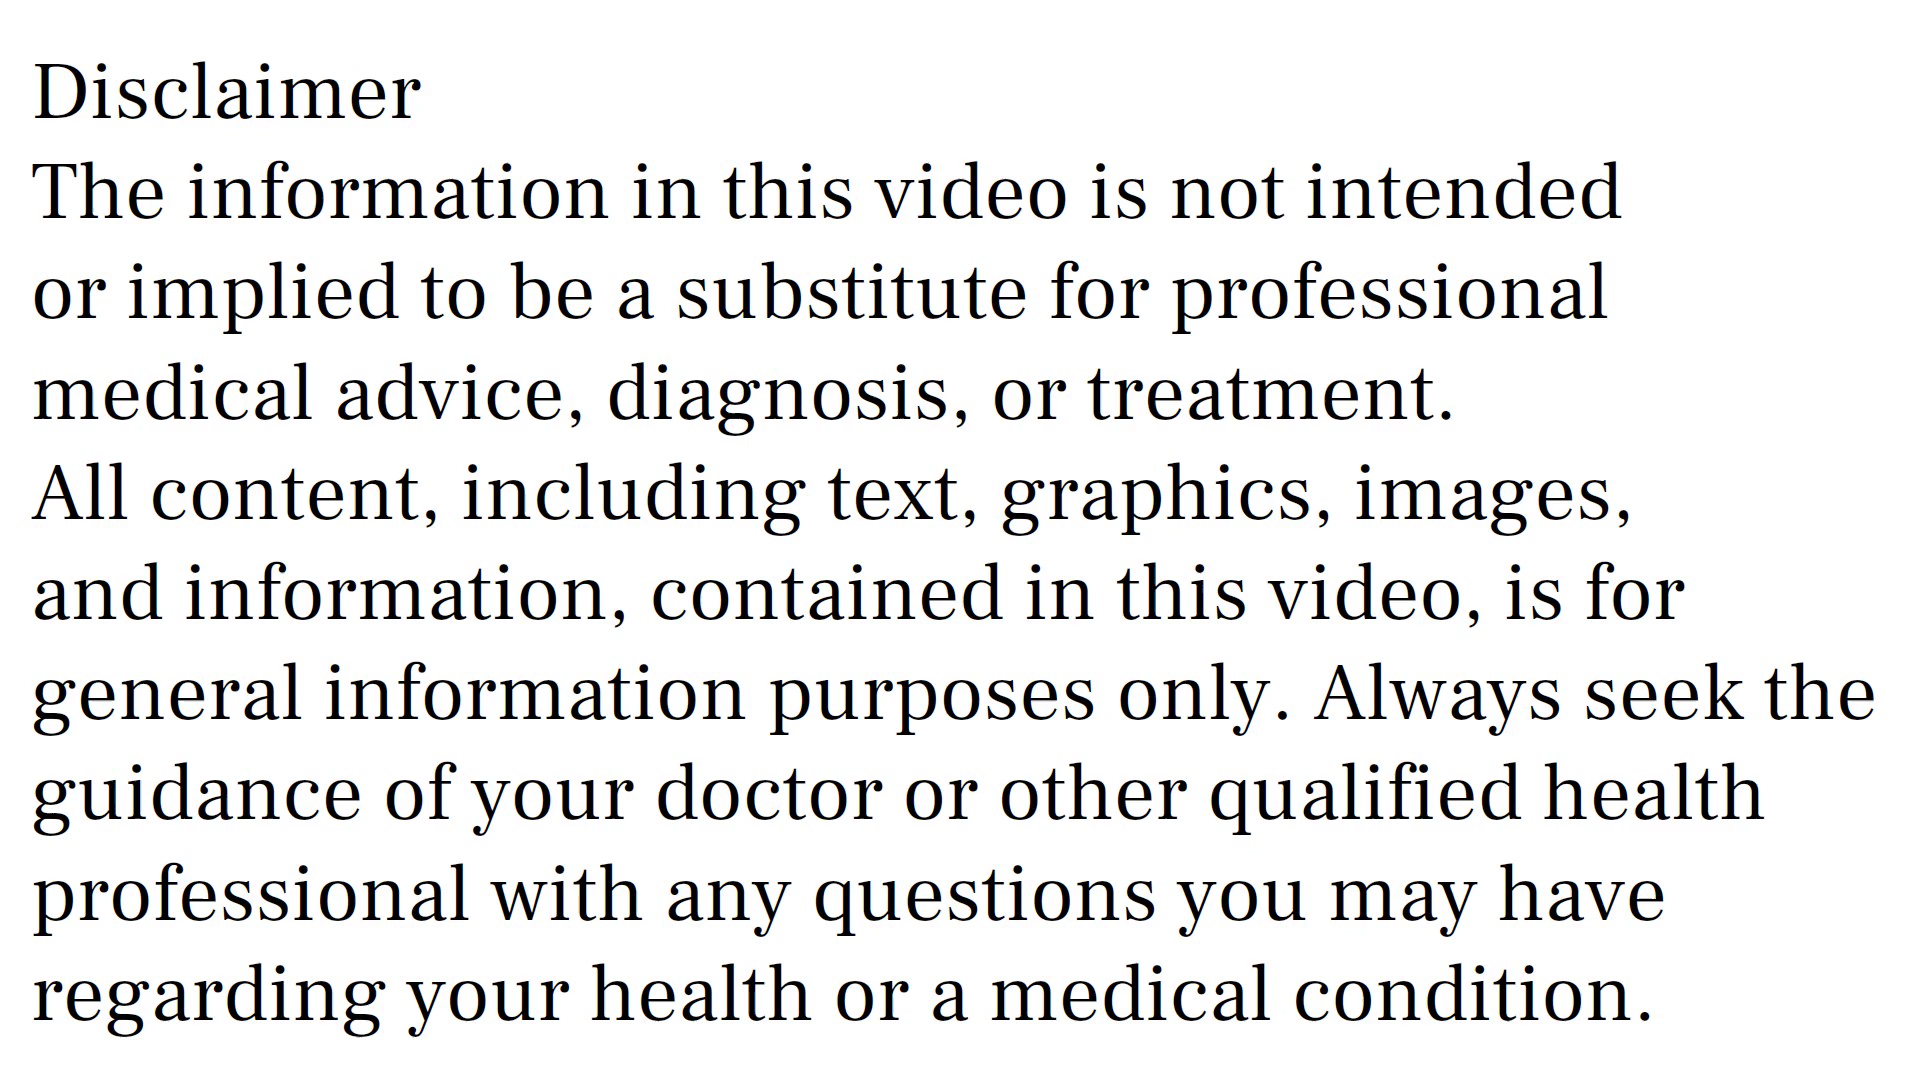 Disclaimer
The information in this video is not intended
or implied to be a substitute for professional
medical advice, diagnosis, or treatment.
All content, including text, graphics, images,
and information, contained in this video, is for
general information purposes only. Always seek the
guidance of your doctor or other qualified health
professional with any questions you may have
regarding your health or a medical condition.